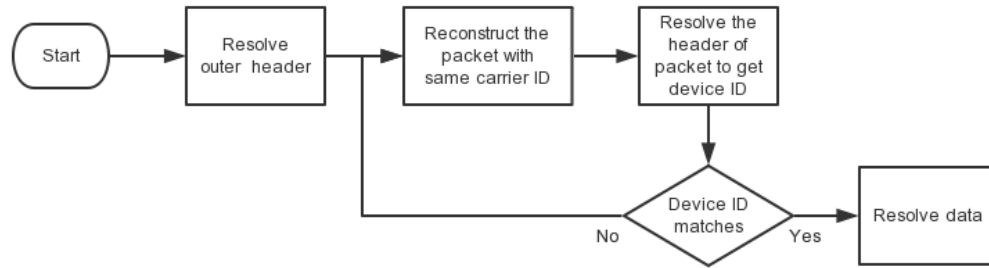 Start
Resolve
outer header
Reconstruct the
packet with
same carrier ID
Resolve the
header of
packet to get
device ID
Device ID
matches
No
Yes
Resolve data